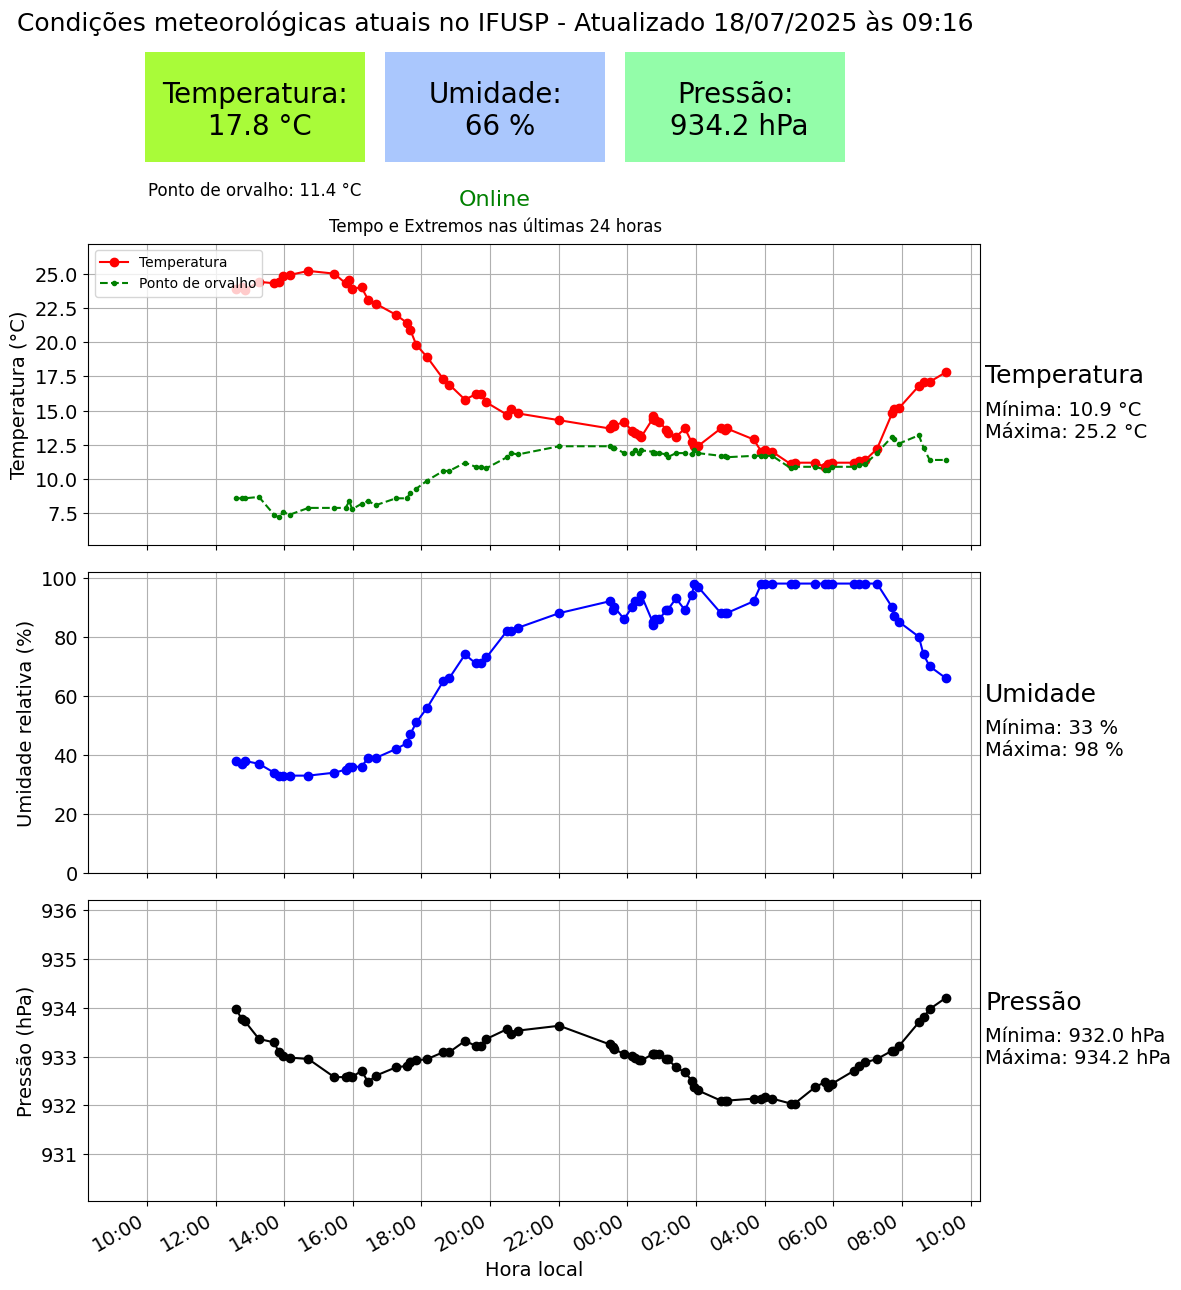 Condições meteorológicas atuais no IFUSP - Atualizado 18/07/2025 às 09:16
Temperatura:
17.8 °C
Umidade:
66 %
Pressão:
934.2 hPa
Ponto de orvalho: 11.4 °C
Online
Tempo e Extremos nas últimas 24 horas
Temperatura
Ponto de orvalho
Temperatura (°C)
25.0
22.5
20.0
17.5
15.0
12.5
10.0
7.5
Temperatura
Mínima: 10.9 °C
Máxima: 25.2 °C
Umidade relativa (%)
100
80
60
40
20
0
Umidade
Mínima: 33 %
Máxima: 98 %
Pressão (hPa)
936
935
934
933
932
931
Pressão
Mínima: 932.0 hPa
Máxima: 934.2 hPa
10:00 12:00 14:00 16:00 18:00 20:00 22:00 00:00 02:00 04:00 06:00 08:00 10:00
Hora local